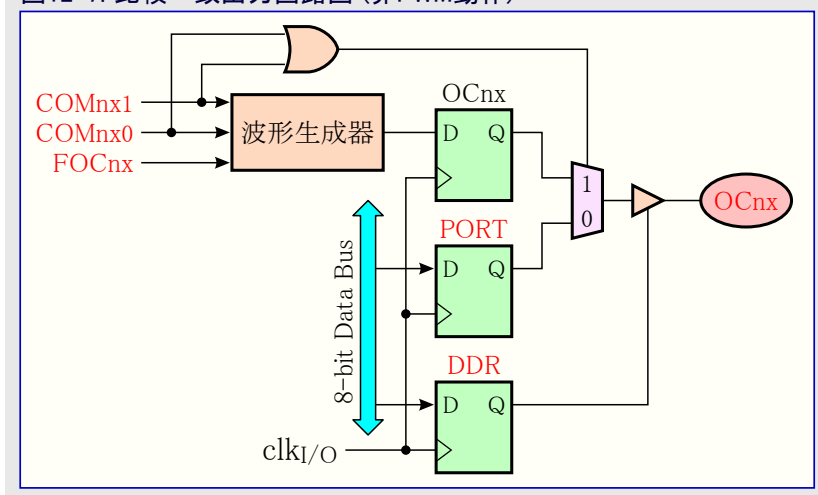 OCnx
COMnx1
COMnx0
FOCnx
波形生成器
D Q
1
0
OCnx
PORT
D Q
8-bit Data Bus
DDR
D Q
clkI/O